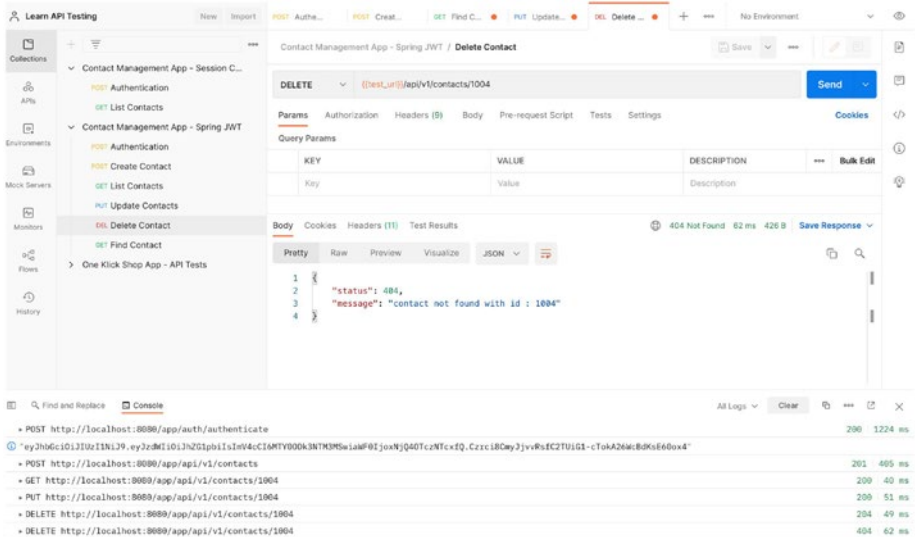 Learn API Testing
New
Import
POST Authe...
POST Creat...
GET Find C...
PUT Update...
DEL Delete ...
No Environment
Collections
APIs
Environments
Mock Servers
Monitors
Flows
History
Contact Management App - Session C...
POST Authentication
GET List Contacts
Contact Management App - Spring JWT
POST Authentication
POST Create Contact
GET List Contacts
PUT Update Contacts
DEL Delete Contact
GET Find Contact
One Klick Shop App - API Tests
Contact Management App - Spring JWT / Delete Contact
Save
DELETE
{{test_url}}/api/v1/contacts/1004
Send
Params Authorization Headers (9) Body Pre-request Script Tests Settings
Cookies
Query Params
KEY VALUE DESCRIPTION
Bulk Edit
Key Value Description
Body Cookies Headers (11) Test Results
404 Not Found 62 ms 426 B Save Response
Pretty Raw Preview Visualize JSON
1 {
2 "status": 404,
3 "message": "contact not found with id : 1004"
4 }
Find and Replace Console
All Logs Clear
POST http://localhost:8080/app/auth/authenticate 200 1224 ms
POST http://localhost:8080/app/api/v1/contacts 201 405 ms
GET http://localhost:8080/app/api/v1/contacts/1004 200 40 ms
PUT http://localhost:8080/app/api/v1/contacts/1004 200 51 ms
DELETE http://localhost:8080/app/api/v1/contacts/1004 204 49 ms
DELETE http://localhost:8080/app/api/v1/contacts/1004 404 62 ms